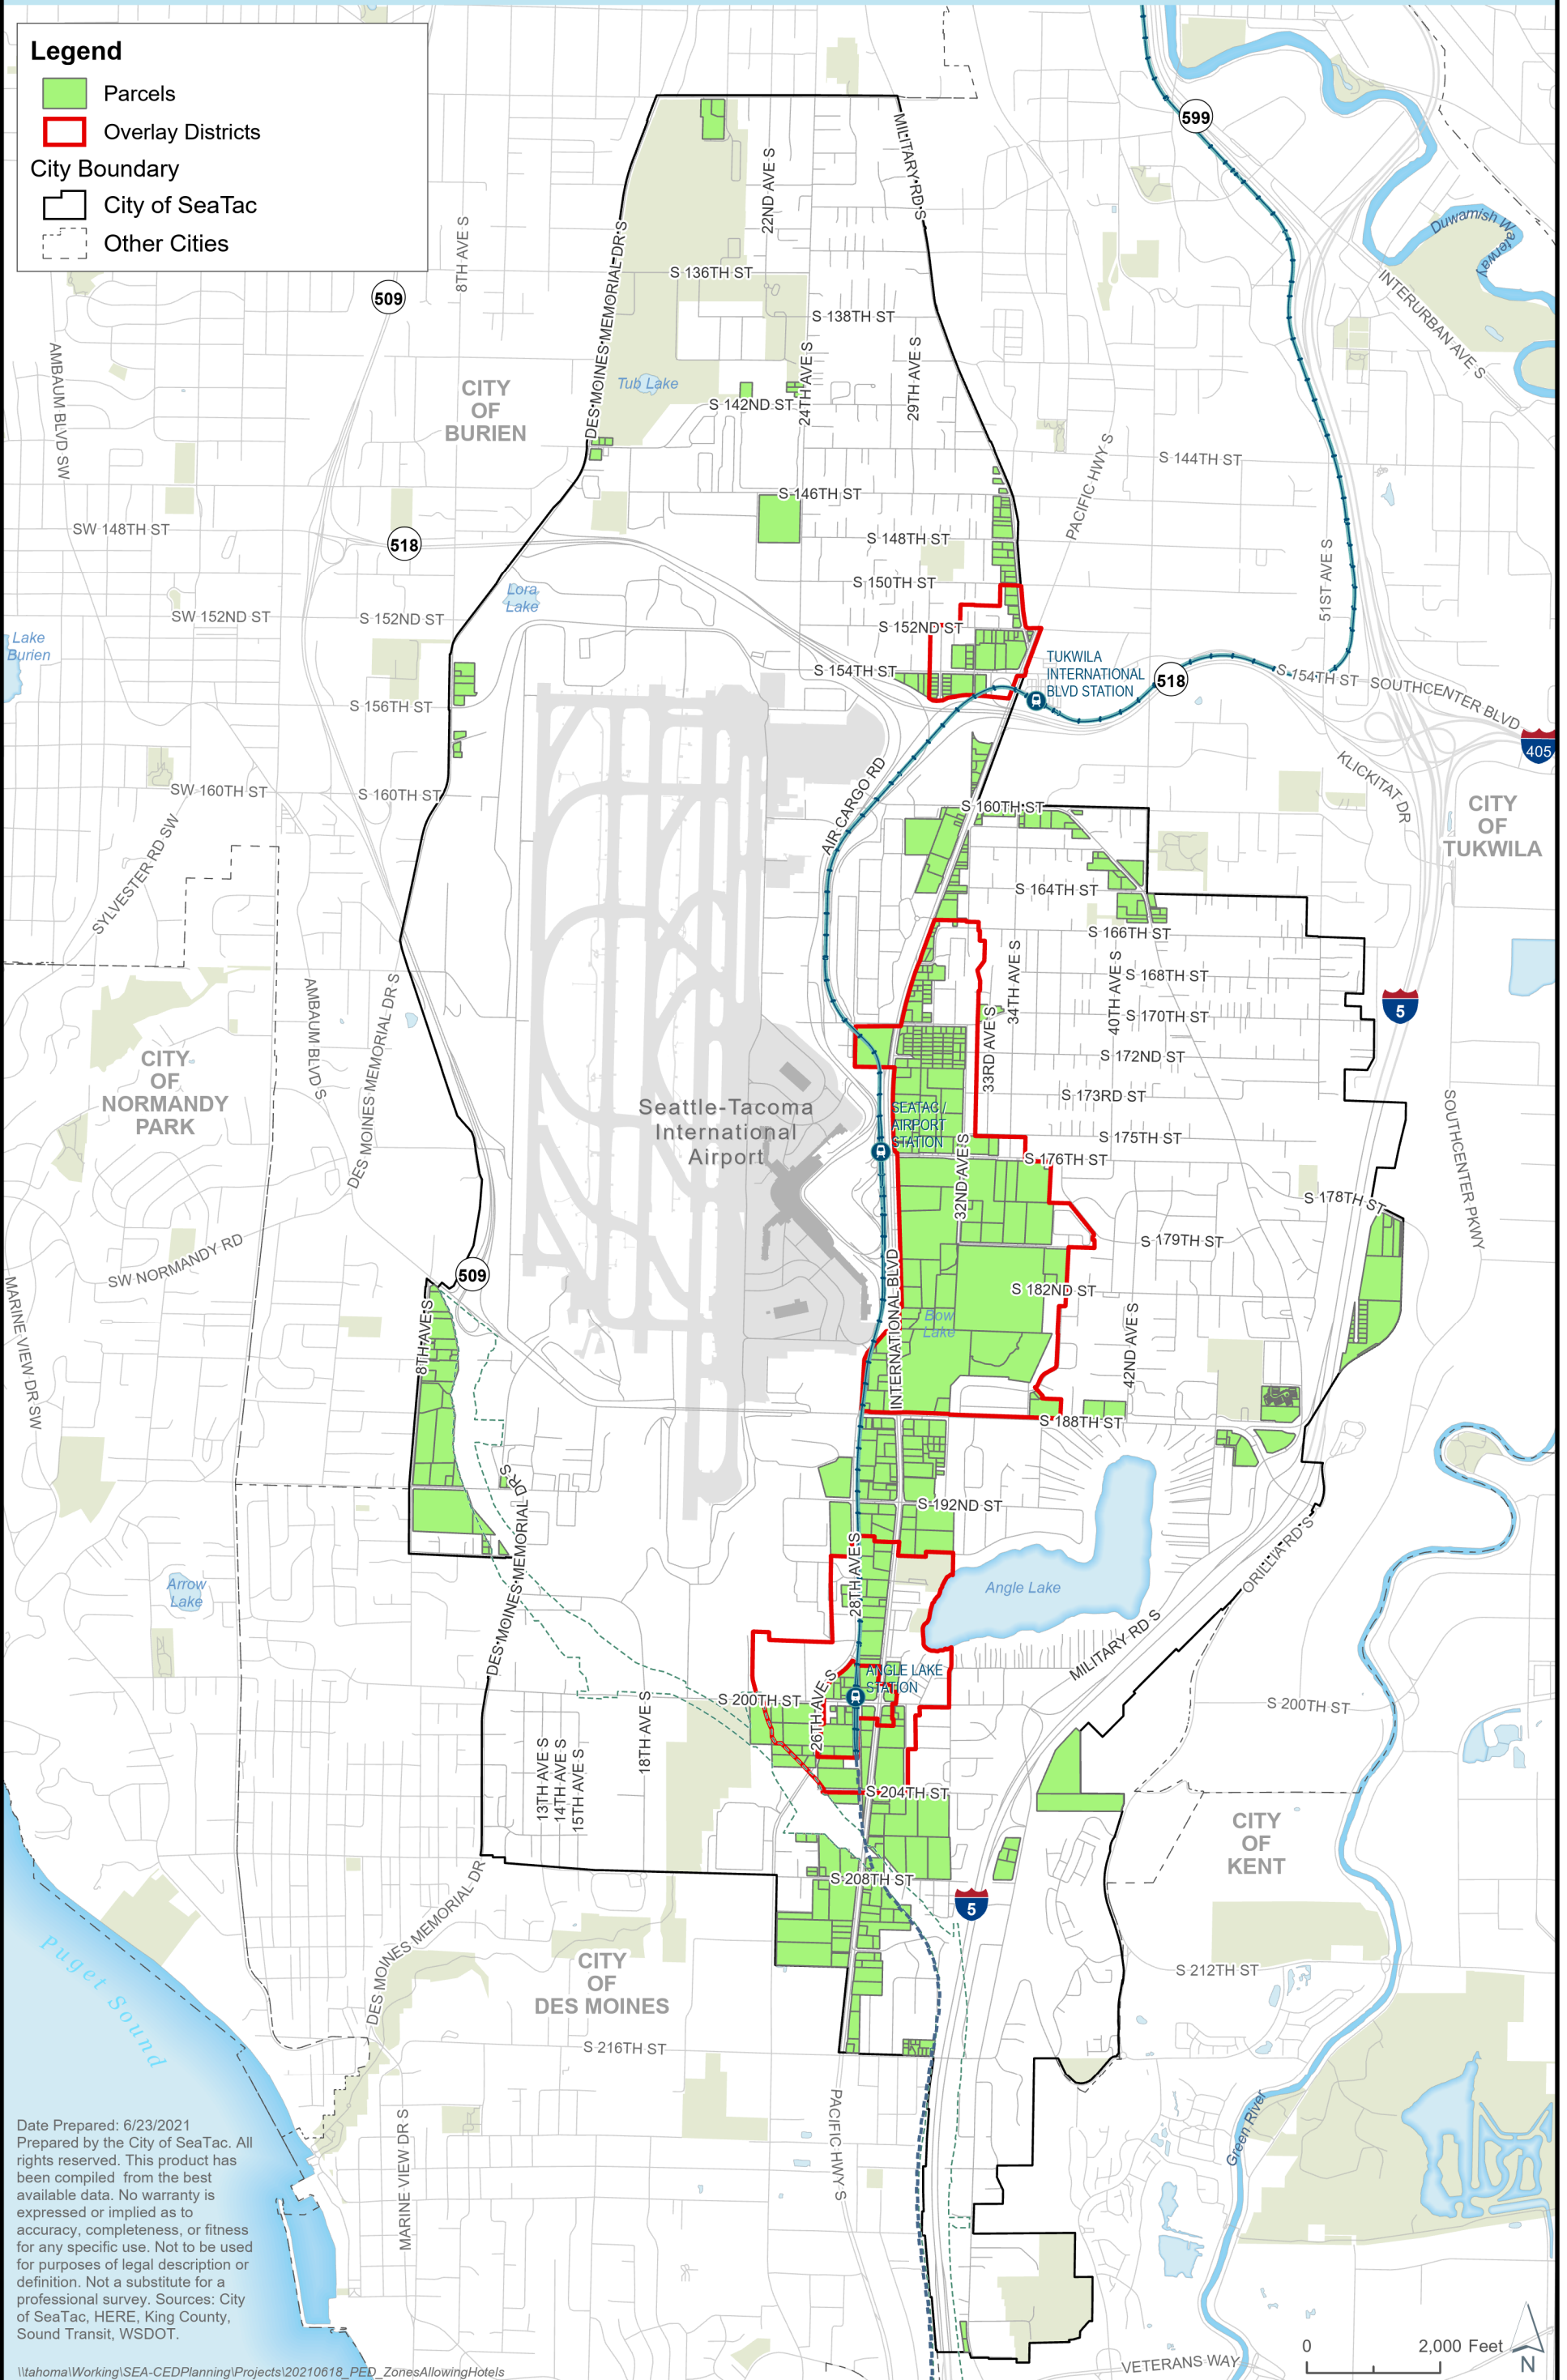 Legend
Parcels
Overlay Districts
City Boundary
City of SeaTac
Other Cities
599
Duwamish Waterway
INTERURBAN AVE S
MILITARY RD S
22ND AVE S
8TH AVE S
DES MOINES MEMORIAL DR S
S 136TH ST
509
S 138TH ST
AMBAUM BLVD SW
CITY
OF
BURIEN
Tub Lake
24TH AVE S
29TH AVE S
S 142ND ST
PACIFIC HWY S
S 144TH ST
S 146TH ST
SW 148TH ST
518
S 148TH ST
51ST AVE S
S 150TH ST
Lora
Lake
SW 152ND ST
S 152ND ST
S 152ND ST
Lake
Burien
S 154TH ST
TUKWILA
INTERNATIONAL
BLVD STATION
518
S 154TH ST
SOUTHCENTER BLVD
S 156TH ST
405
KLICKITAT DR
AIR CARGO RD
SW 160TH ST
S 160TH ST
S 160TH ST
CITY
OF
TUKWILA
SYLVESTER RD SW
S 164TH ST
S 166TH ST
34TH AVE S
40TH AVE S
S 168TH ST
AMBAUM BLVD S
DES MOINES MEMORIAL DR S
5
S 170TH ST
33RD AVE S
CITY
OF
NORMANDY
PARK
S 172ND ST
S 173RD ST
SOUTHCENTER PKWY
Seattle-Tacoma
International
Airport
SEATAC /
AIRPORT
STATION
32ND AVE S
S 175TH ST
S 176TH ST
S 178TH ST
SW NORMANDY RD
S 179TH ST
509
INTERNATIONAL BLVD
S 182ND ST
MARINE VIEW DR SW
8TH AVE S
Bow
Lake
42ND AVE S
S 188TH ST
DES MOINES MEMORIAL DR S
S 192ND ST
28TH AVE S
ORILLIA RD S
Arrow
Lake
Angle Lake
MILITARY RD S
ANGLE LAKE
STATION
26TH AVE S
S 200TH ST
S 200TH ST
13TH AVE S
14TH AVE S
15TH AVE S
18TH AVE S
S 204TH ST
CITY
OF
KENT
S 208TH ST
5
DES MOINES MEMORIAL DR
Puget Sound
CITY
OF
DES MOINES
S 212TH ST
S 216TH ST
PACIFIC HWY S
MARINE VIEW DR S
Green River
Date Prepared: 6/23/2021
Prepared by the City of SeaTac. All
rights reserved. This product has
been compiled from the best
available data. No warranty is
expressed or implied as to
accuracy, completeness, or fitness
for any specific use. Not to be used
for purposes of legal description or
definition. Not a substitute for a
professional survey. Sources: City
of SeaTac, HERE, King County,
Sound Transit, WSDOT.
0
2,000 Feet
N
VETERANS WAY
\\tahoma\Working\SEA-CEDPlanning\Projects\20210618_PED_ZonesAllowingHotels